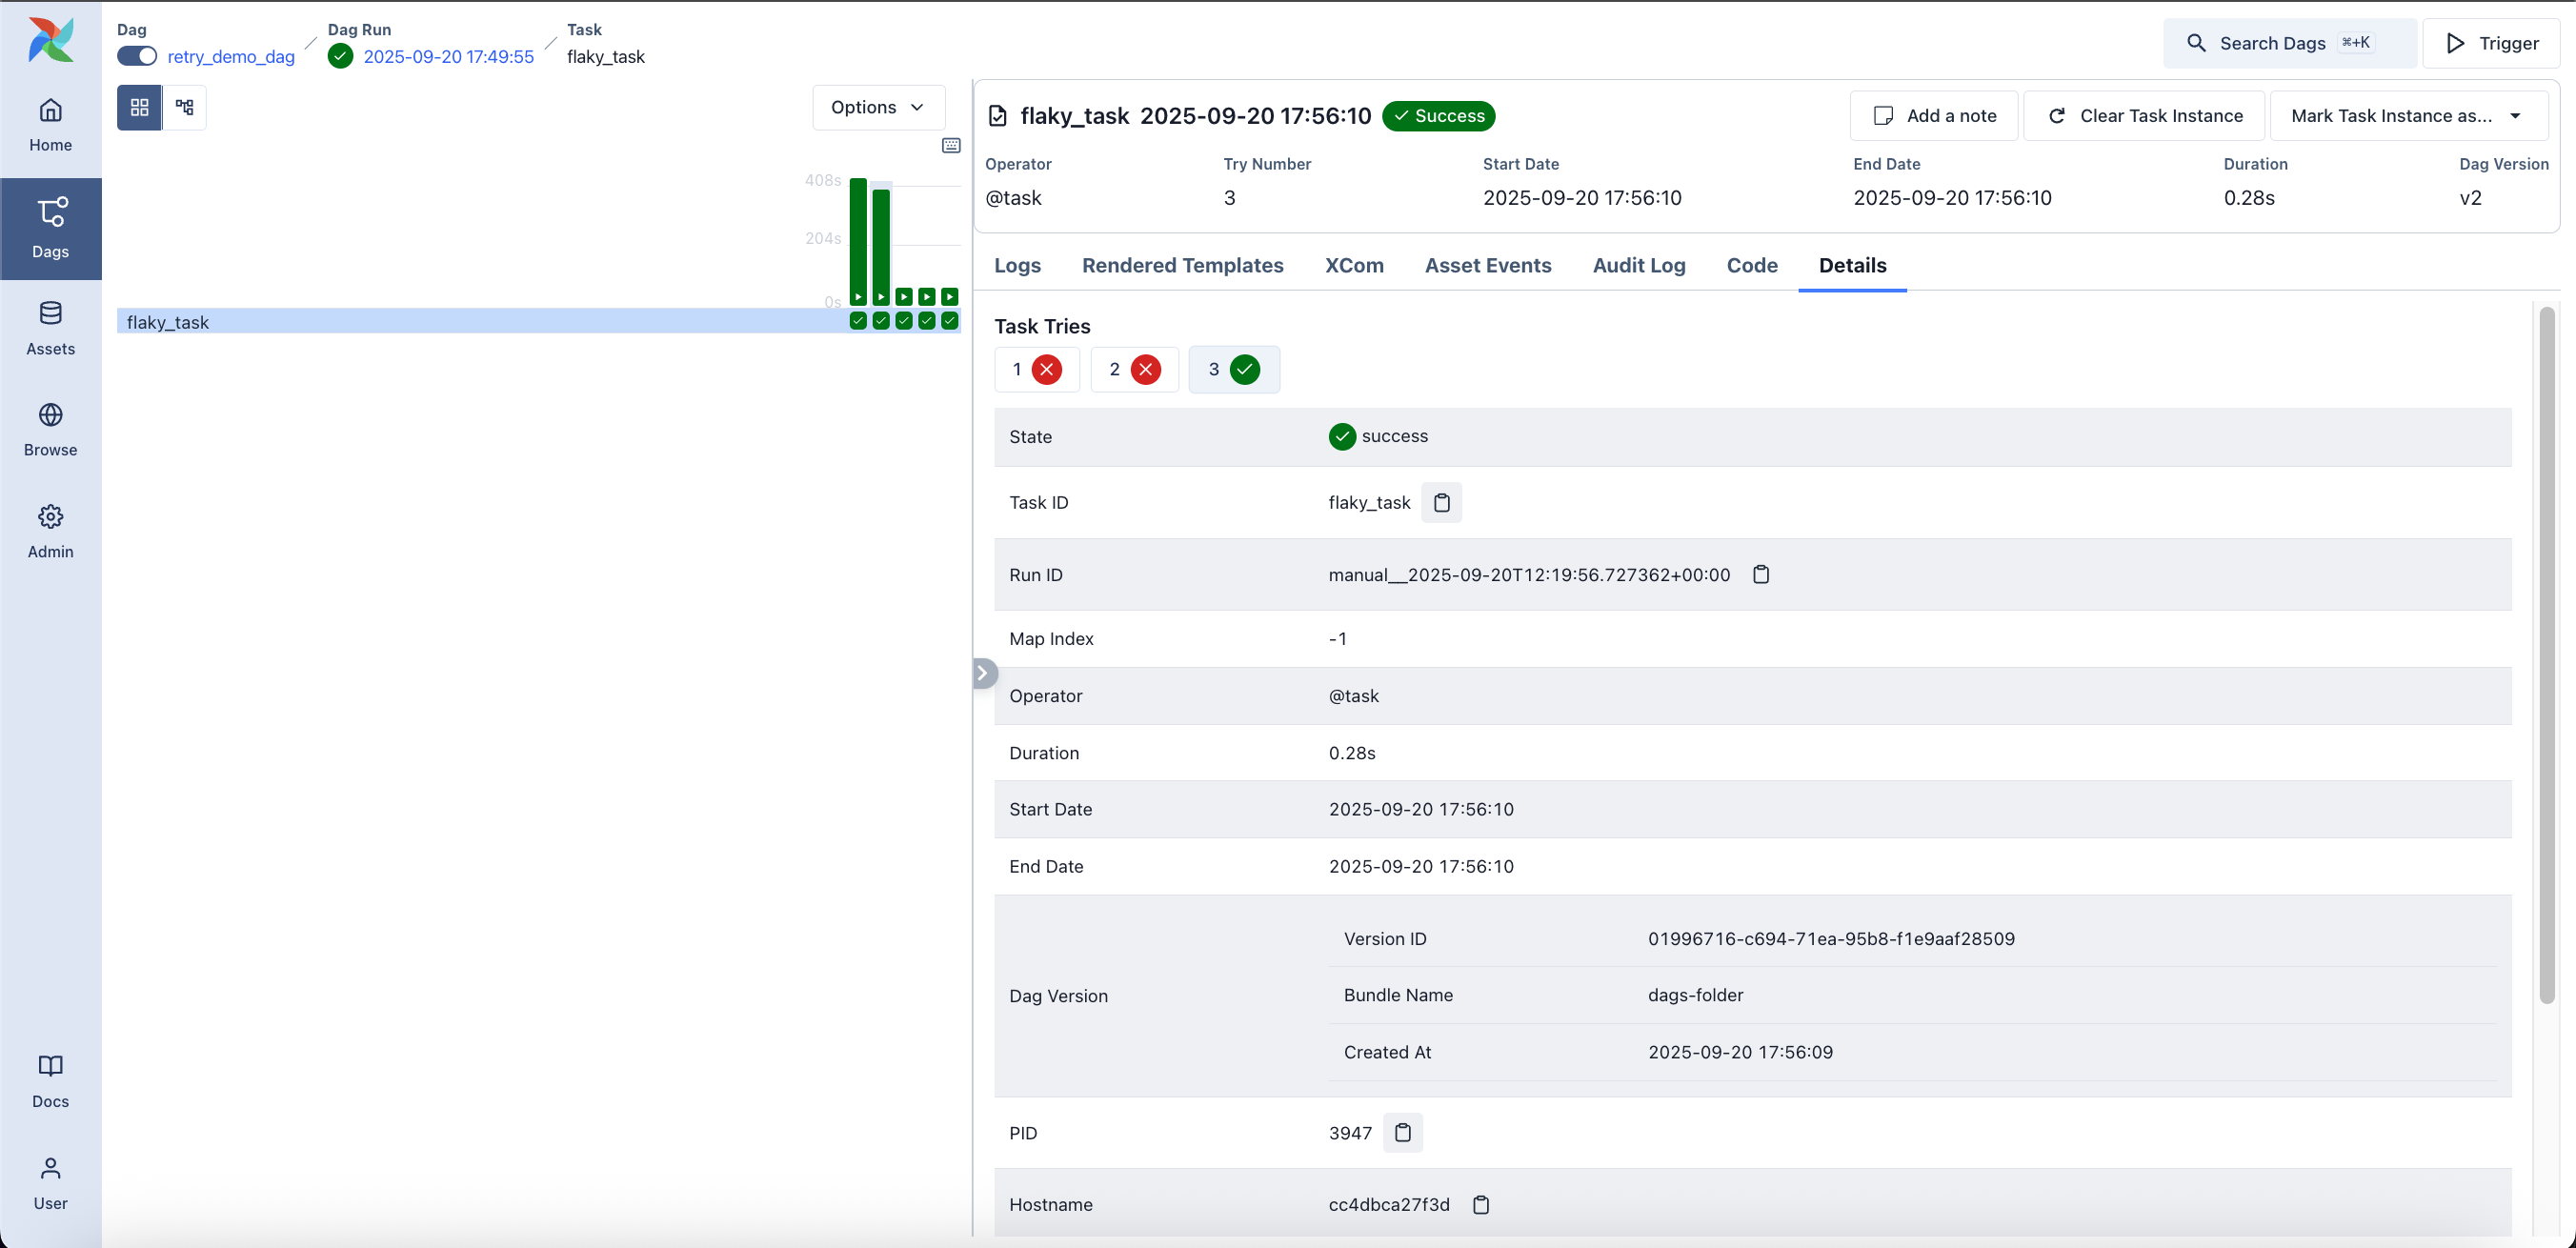 Dag
retry_demo_dag
Dag Run
2025-09-20 17:49:55
Task
flaky_task
Search Dags ⌘+K
Trigger
Home
Dags
Assets
Browse
Admin
Docs
User
Options
408s
204s
0s
flaky_task
flaky_task 2025-09-20 17:56:10 Success
Add a note
Clear Task Instance
Mark Task Instance as...
Operator Try Number Start Date End Date Duration Dag Version
@task 3 2025-09-20 17:56:10 2025-09-20 17:56:10 0.28s v2
Logs Rendered Templates XCom Asset Events Audit Log Code Details
Task Tries
1 2 3
State success
Task ID flaky_task
Run ID manual__2025-09-20T12:19:56.727362+00:00
Map Index -1
Operator @task
Duration 0.28s
Start Date 2025-09-20 17:56:10
End Date 2025-09-20 17:56:10
Dag Version
Version ID 01996716-c694-71ea-95b8-f1e9aaf28509
Bundle Name dags-folder
Created At 2025-09-20 17:56:09
PID 3947
Hostname cc4dbca27f3d